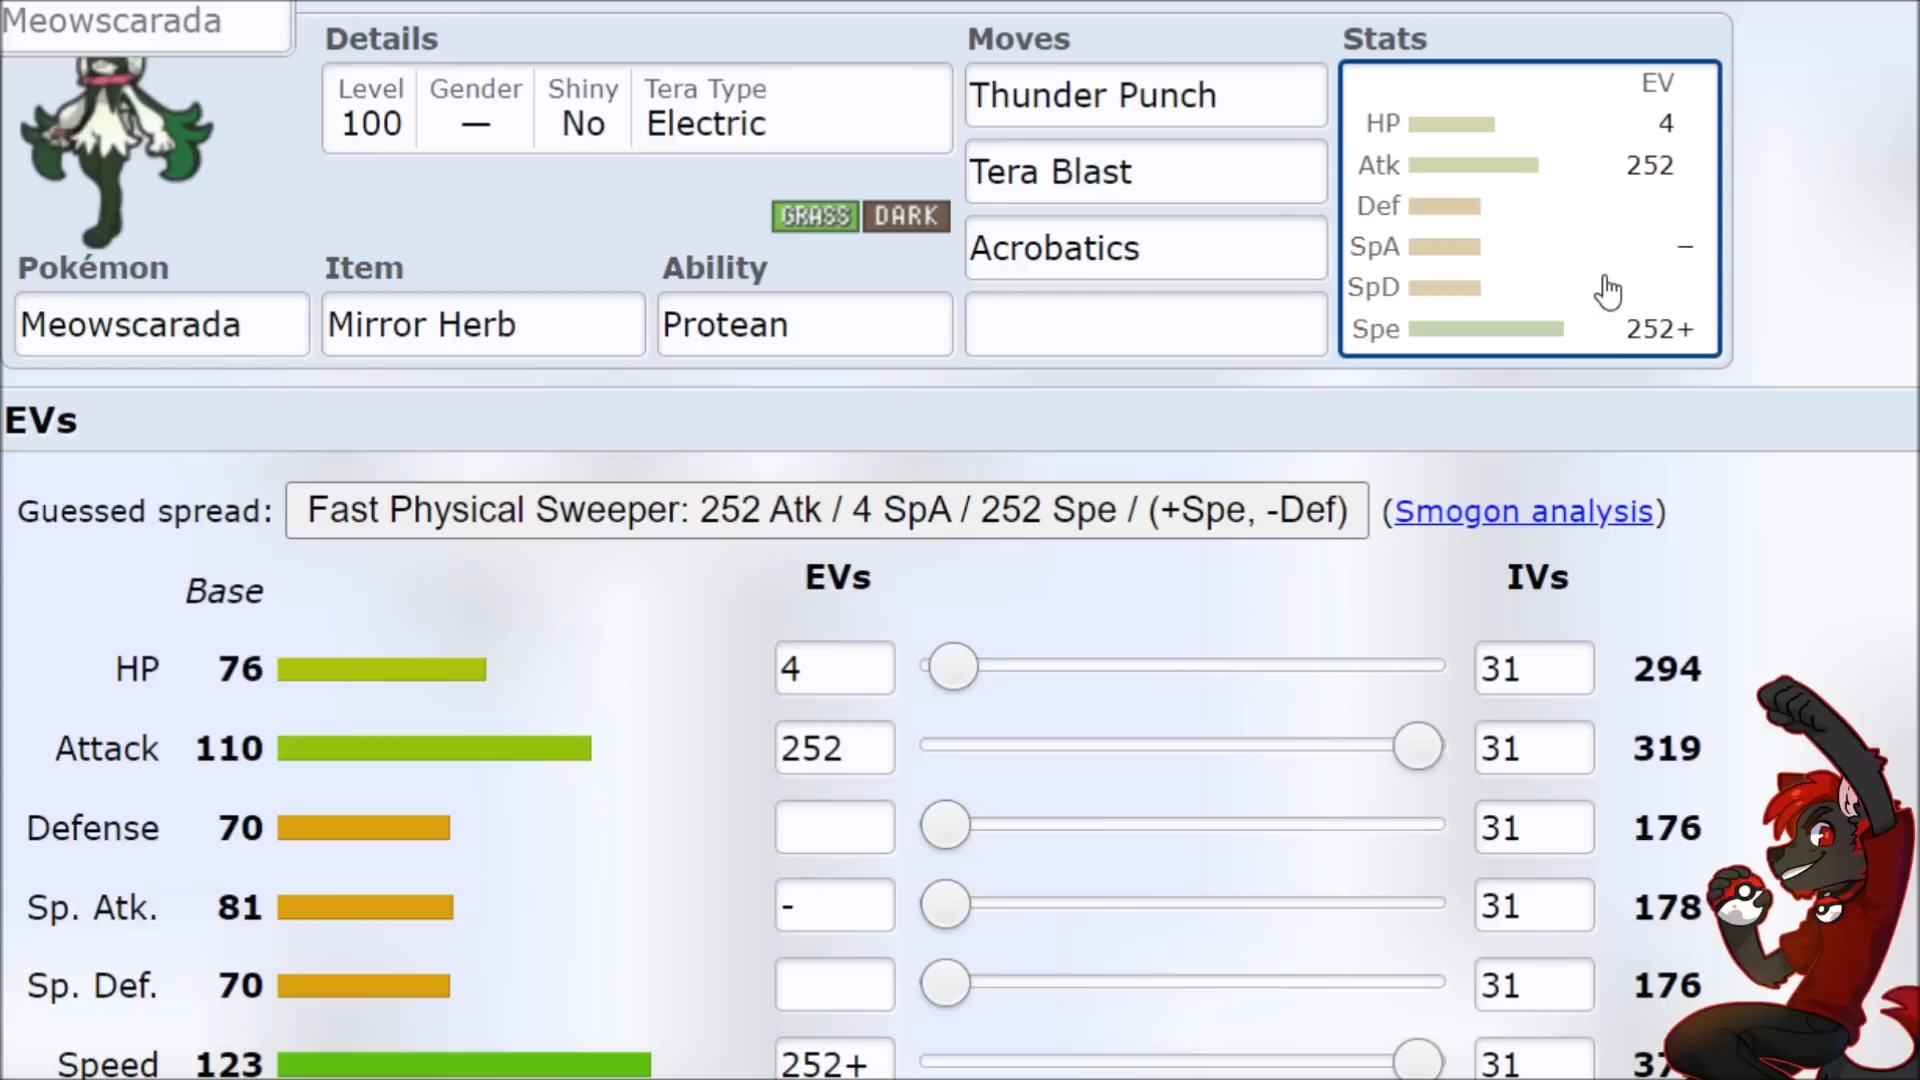 Meowscarada
Details
Moves
Stats
Level
Gender
Shiny
Tera Type
100
—
No
Electric
GRASS
DARK
Thunder Punch
Tera Blast
Acrobatics
EV
HP 4
Atk 252
Def
SpA −
SpD
Spe 252+
Pokémon
Item
Ability
Meowscarada
Mirror Herb
Protean
EVs
Guessed spread: Fast Physical Sweeper: 252 Atk / 4 SpA / 252 Spe / (+Spe, -Def) (Smogon analysis)
Base EVs IVs
HP 76 4 31 294
Attack 110 252 31 319
Defense 70 31 176
Sp. Atk. 81 - 31 178
Sp. Def. 70 31 176
Speed 123 252+ 31